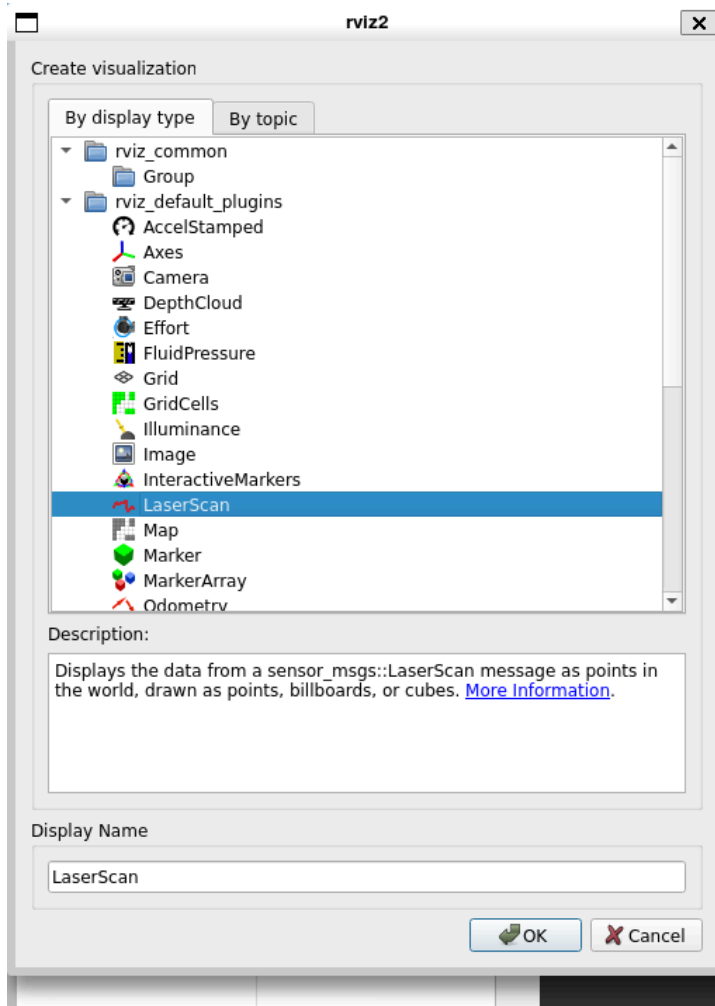 rviz2
Create visualization
By display type
By topic
rviz_common
Group
rviz_default_plugins
AccelStamped
Axes
Camera
DepthCloud
Effort
FluidPressure
Grid
GridCells
Illuminance
Image
InteractiveMarkers
LaserScan
Map
Marker
MarkerArray
Odometry
Description:
Displays the data from a sensor_msgs::LaserScan message as points in
the world, drawn as points, billboards, or cubes. More Information.
Display Name
LaserScan
OK
Cancel